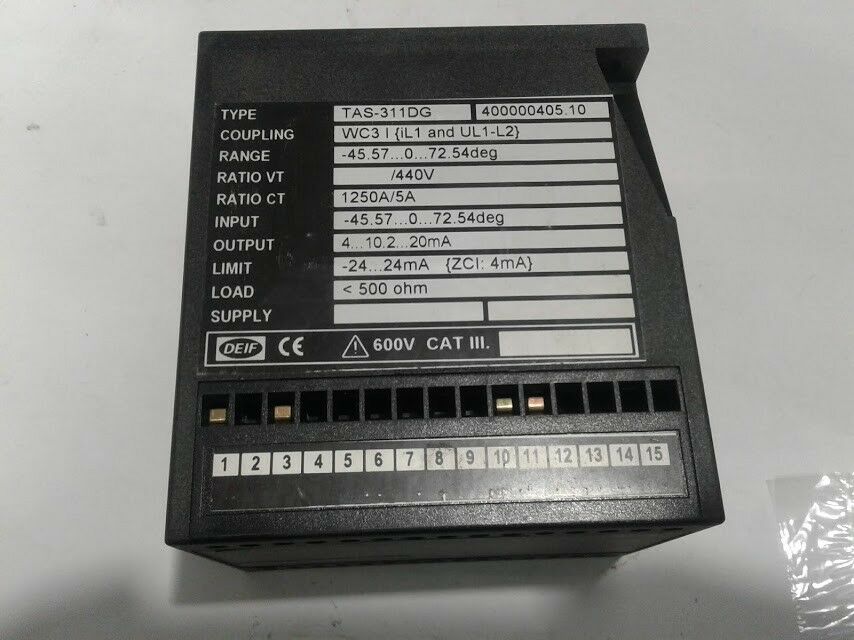 TYPE TAS-311DG 400000405.10
COUPLING WC3 I {iL1 and UL1-L2}
RANGE -45.57...0...72.54deg
RATIO VT /440V
RATIO CT 1250A/5A
INPUT -45.57...0...72.54deg
OUTPUT 4...10.2...20mA
LIMIT -24...24mA {ZCI: 4mA}
LOAD < 500 ohm
SUPPLY
DEIF CE 600V CAT III.
1 2 3 4 5 6 7 8 9 10 11 12 13 14 15